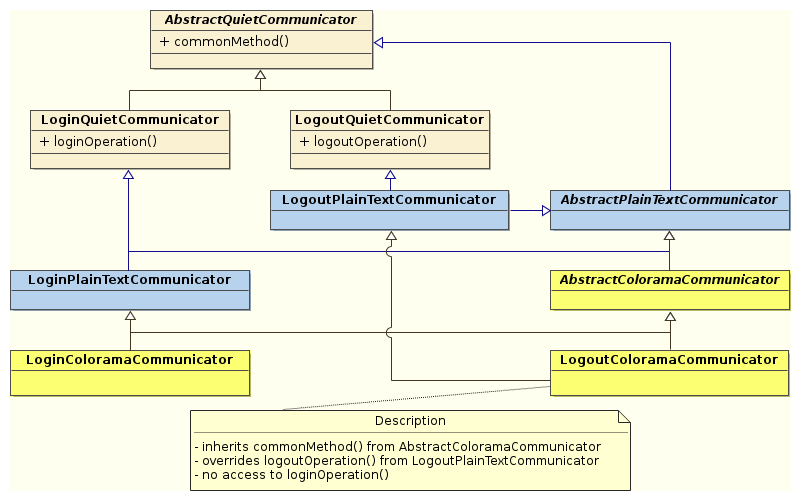 AbstractQuietCommunicator
+ commonMethod()
LoginQuietCommunicator
+ loginOperation()
LogoutQuietCommunicator
+ logoutOperation()
LogoutPlainTextCommunicator
AbstractPlainTextCommunicator
LoginPlainTextCommunicator
AbstractColoramaCommunicator
LoginColoramaCommunicator
LogoutColoramaCommunicator
Description
- inherits commonMethod() from AbstractColoramaCommunicator
- overrides logoutOperation() from LogoutPlainTextCommunicator
- no access to loginOperation()